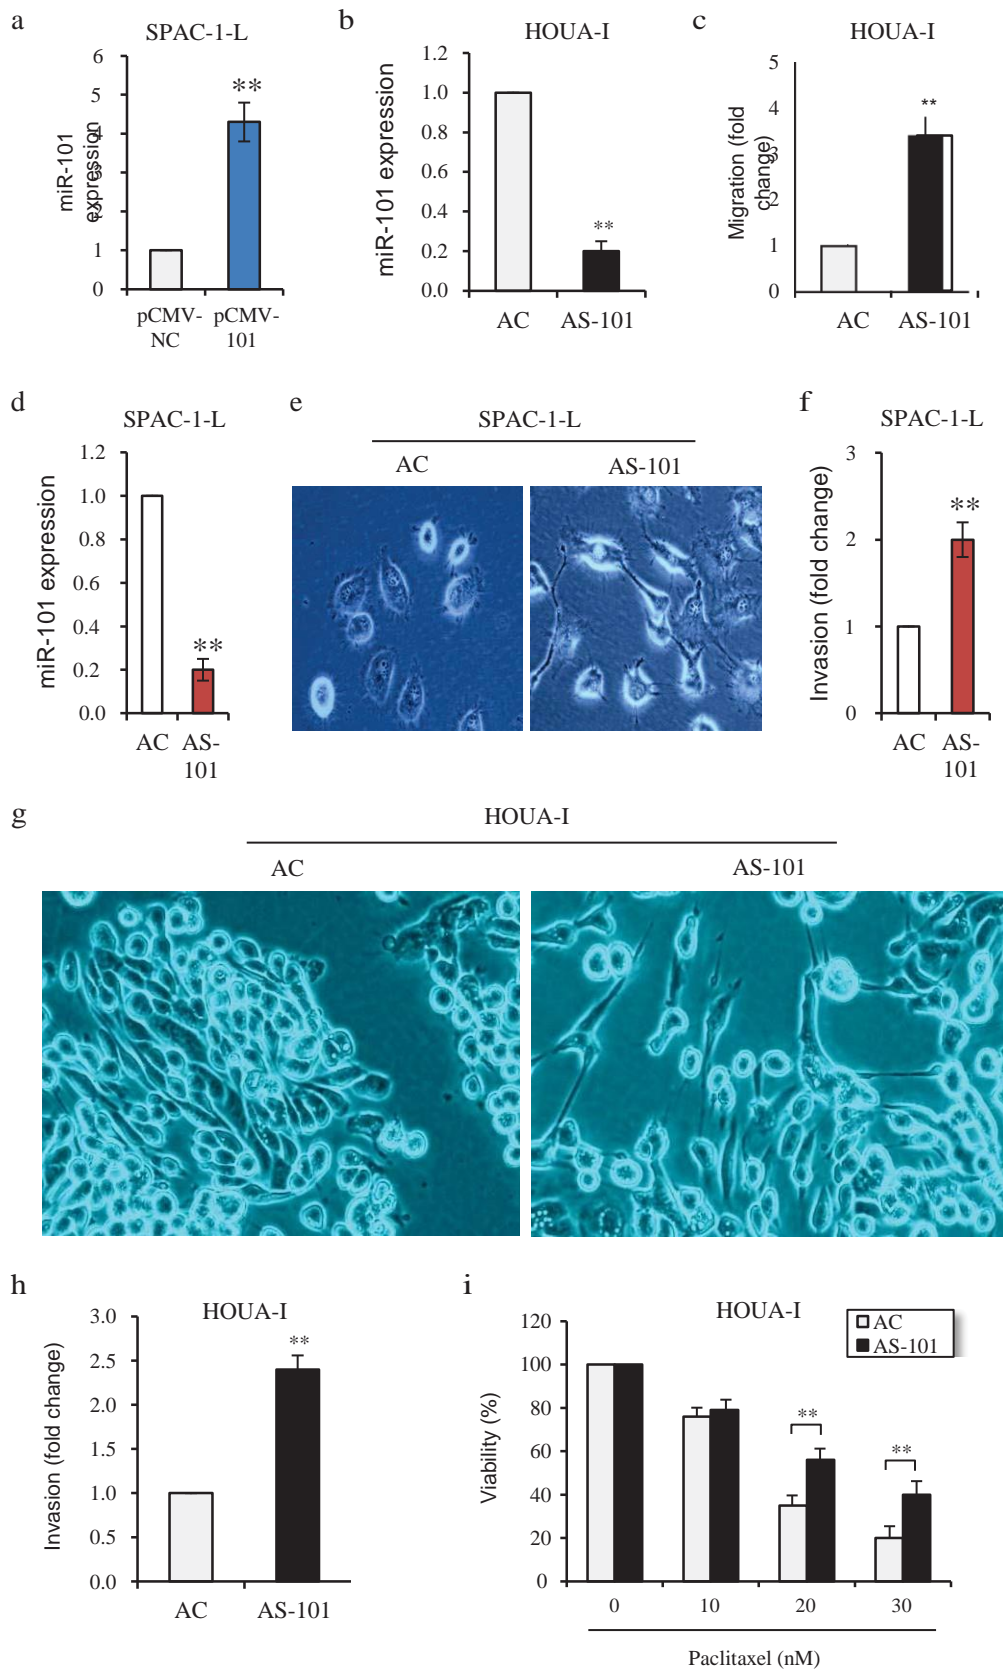 a
SPAC-1-L
miR-101
expression
6
5
4
3
2
1
0
**
pCMV-
NC
pCMV-
101
b
HOUA-I
miR-101 expression
1.2
1.0
0.8
0.6
0.4
0.2
0.0
**
AC
AS-101
c
HOUA-I
Migration (fold
change)
5
4
3
2
1
0
**
AC
AS-101
d
SPAC-1-L
miR-101 expression
1.2
1.0
0.8
0.6
0.4
0.2
0.0
**
AC
AS-
101
e
SPAC-1-L
AC
AS-101
f
SPAC-1-L
Invasion (fold change)
3
2
1
0
**
AC
AS-
101
g
HOUA-I
AC
AS-101
h
HOUA-I
Invasion (fold change)
3.0
2.5
2.0
1.5
1.0
0.5
0.0
**
AC
AS-101
i
HOUA-I
AC
AS-101
Viability (%)
120
100
80
60
40
20
0
**
**
0
10
20
30
Paclitaxel (nM)